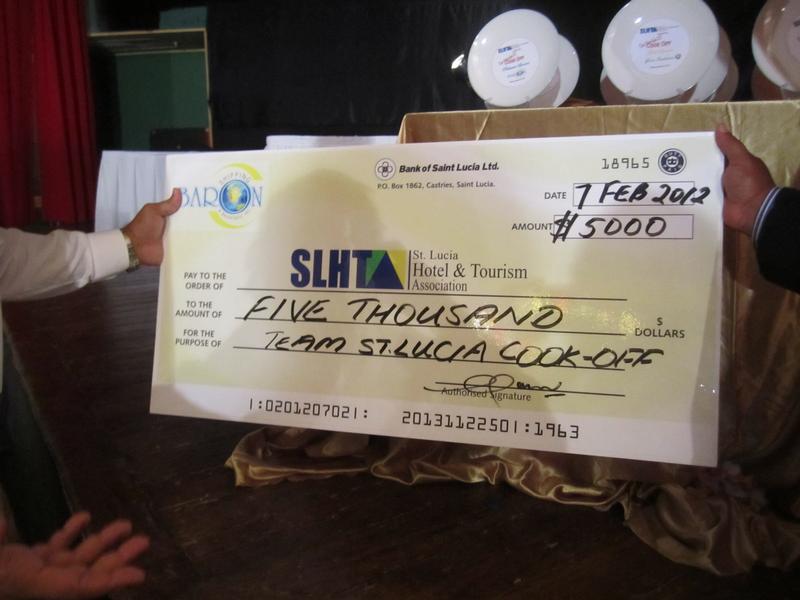 SHIPPING
BARON
Bank of Saint Lucia Ltd.
P.O. Box 1862, Castries, Saint Lucia.
18965
DATE 7 FEB 2012
AMOUNT $5000
PAY TO THE ORDER OF SLHTA St. Lucia Hotel & Tourism Association
TO THE AMOUNT OF FIVE THOUSAND $ DOLLARS
FOR THE PURPOSE OF TEAM ST.LUCIA COOK-OFF
Authorised Signature
|:0201207021: 20131122501:1963